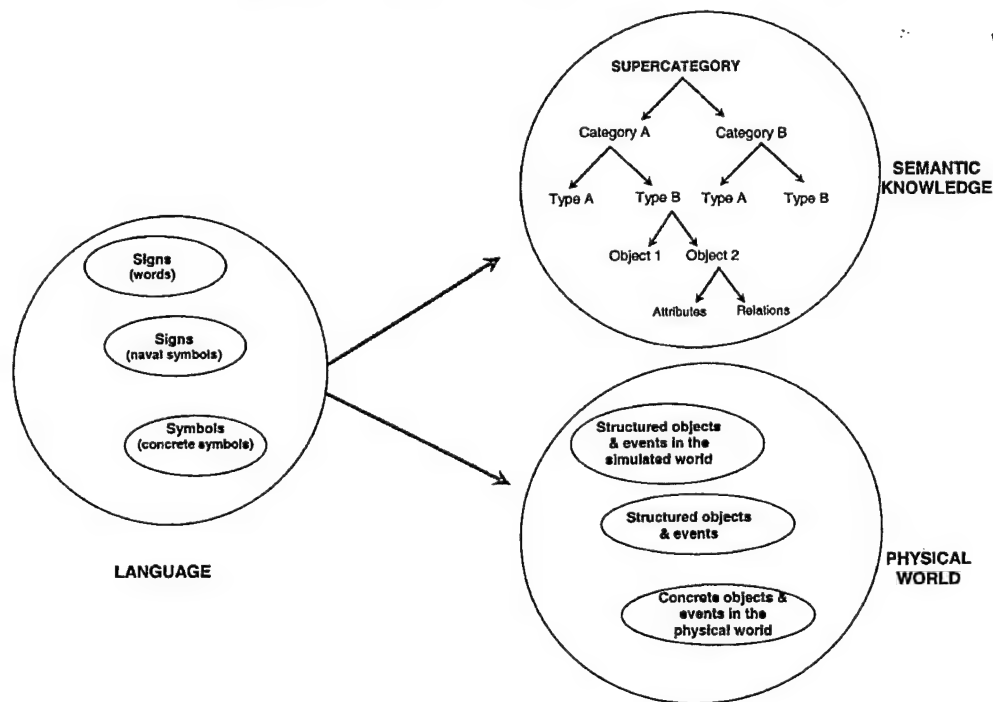 SUPERCATEGORY
Category A
Category B
Type A
Type B
Type A
Type B
Object 1
Object 2
Attributes
Relations
SEMANTIC
KNOWLEDGE
Signs
(words)
Signs
(naval symbols)
Symbols
(concrete symbols)
LANGUAGE
Structured objects
& events in the
simulated world
Structured objects
& events
Concrete objects &
events in the
physical world
PHYSICAL
WORLD